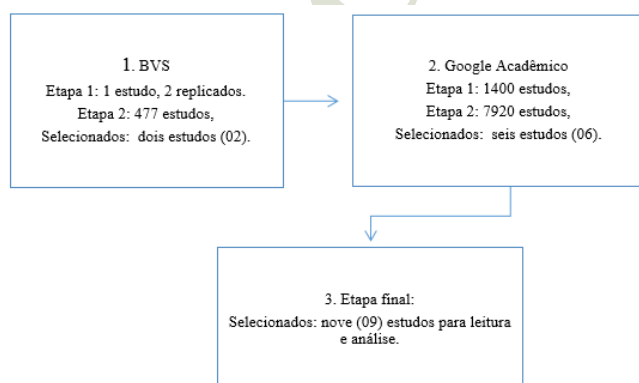 1. BVS
Etapa 1: 1 estudo, 2 replicados.
Etapa 2: 477 estudos,
Selecionados: dois estudos (02).
2. Google Acadêmico
Etapa 1: 1400 estudos,
Etapa 2: 7920 estudos,
Selecionados: seis estudos (06).
3. Etapa final:
Selecionados: nove (09) estudos para leitura
e análise.